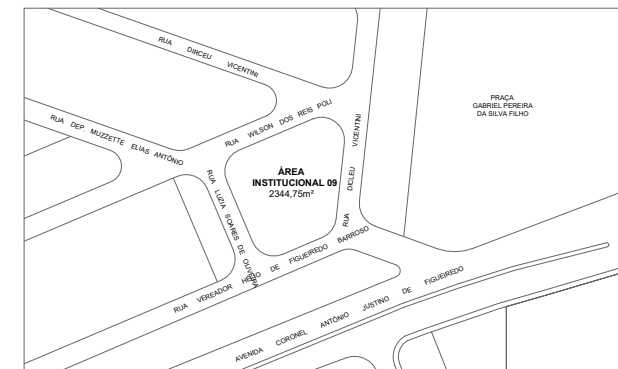 RUA DIRCEU VICENTINI
PRAÇA
GABRIEL PEREIRA
DA SILVA FILHO
RUA DEP MUZZETTE ELIAS ANTÔNIO
RUA WILSON DOS REIS POLI
RUA DICLEU VICENTINI
ÁREA
INSTITUCIONAL 09
2344,75m²
RUA LUZIA SOARES DE OLIVEIRA
RUA VEREADOR HÉLIO DE FIGUEIREDO BARROSO
AVENIDA CORONEL ANTÔNIO JUSTINO DE FIGUEIREDO